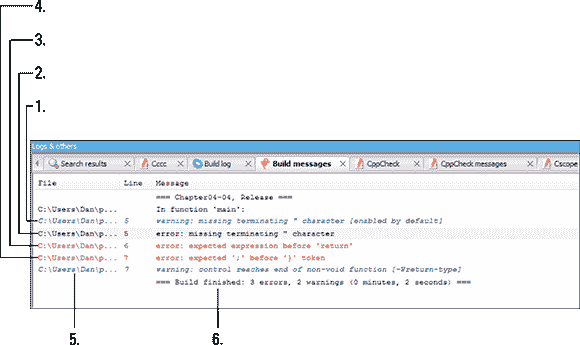 4.
3.
2.
1.
Logs & others
Search results Cccc Build log Build messages CppCheck CppCheck messages Cscope
File Line Message
=== Chapter04-04, Release ===
C:\Users\Dan\p... In function 'main':
C:\Users\Dan\p... 5 warning: missing terminating " character [enabled by default]
C:\Users\Dan\p... 5 error: missing terminating " character
C:\Users\Dan\p... 6 error: expected expression before 'return'
C:\Users\Dan\p... 7 error: expected ';' before '}' token
C:\Users\Dan\p... 7 warning: control reaches end of non-void function [-Wreturn-type]
=== Build finished: 3 errors, 2 warnings (0 minutes, 2 seconds) ===
5. 6.